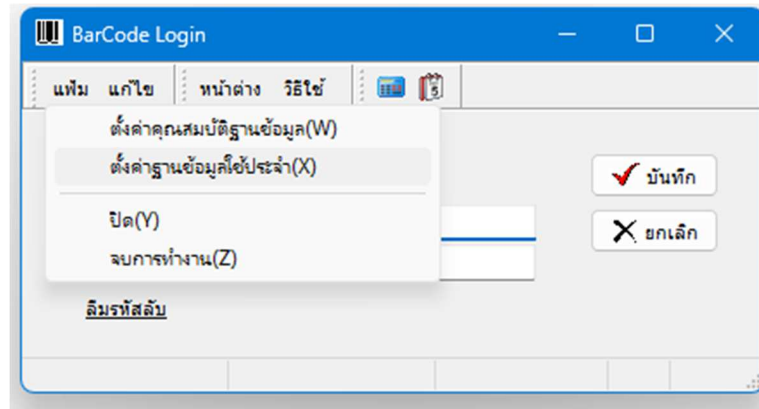 BarCode Login
แฟ้ม แก้ไข หน้าต่าง วิธีใช้ 5
ตั้งค่าคุณสมบัติฐานข้อมูล(W)
ตั้งค่าฐานข้อมูลใช้ประจำ(X)
บันทึก
ปิด(Y)
ยกเลิก
จบการทำงาน(Z)
ลืมรหัสลับ